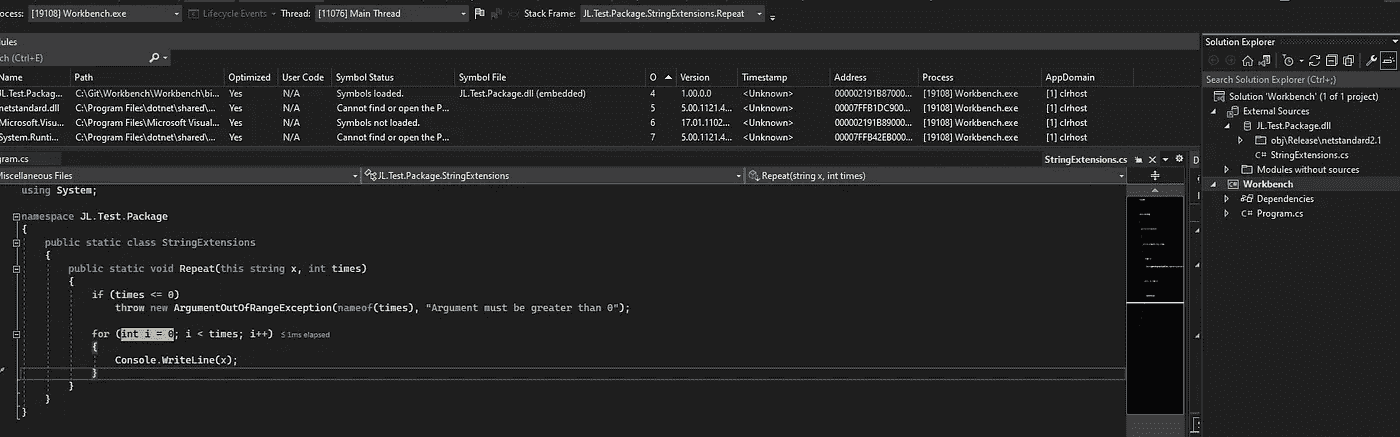 ocess: [19108] Workbench.exe Lifecycle Events Thread: [11076] Main Thread Stack Frame: JL.Test.Package.StringExtensions.Repeat
dules
ch (Ctrl+E)
Name Path Optimized User Code Symbol Status Symbol File O Version Timestamp Address Process AppDomain
JL.Test.Packag... C:\Git\Workbench\Workbench\bi... Yes N/A Symbols loaded. JL.Test.Package.dll (embedded) 4 1.00.0.0 <Unknown> 000002191B87000... [19108] Workbench.exe [1] clrhost
netstandard.dll C:\Program Files\dotnet\shared\... Yes N/A Cannot find or open the P... 5 5.00.1121.4... <Unknown> 00007FFB1DC900... [19108] Workbench.exe [1] clrhost
Microsoft.Visu... C:\Program Files\Microsoft Visual... Yes N/A Symbols not loaded. 6 17.01.1102... <Unknown> 000002191B89000... [19108] Workbench.exe [1] clrhost
System.Runti... C:\Program Files\dotnet\shared\... Yes N/A Cannot find or open the P... 7 5.00.1121.4... <Unknown> 00007FFB42EB000... [19108] Workbench.exe [1] clrhost
gram.cs StringExtensions.cs
Miscellaneous Files JL.Test.Package.StringExtensions Repeat(string x, int times)
using System;
namespace JL.Test.Package
{
public static class StringExtensions
{
public static void Repeat(this string x, int times)
{
if (times <= 0)
throw new ArgumentOutOfRangeException(nameof(times), "Argument must be greater than 0");
for (int i = 0; i < times; i++) ≤ 1ms elapsed
{
Console.WriteLine(x);
}
}
}
}
Solution Explorer
Search Solution Explorer (Ctrl+;)
Solution 'Workbench' (1 of 1 project)
External Sources
JL.Test.Package.dll
obj\Release\netstandard2.1
C# StringExtensions.cs
Modules without sources
Workbench
Dependencies
C# Program.cs